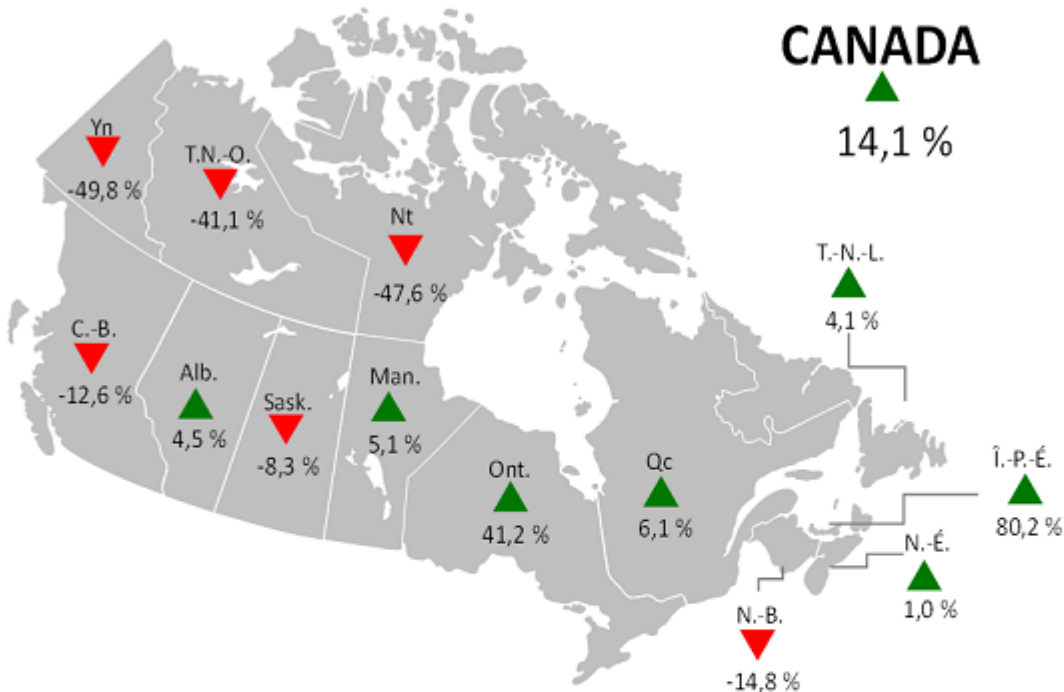 CANADA
14,1 %
Yn
-49,8 %
T.N.-O.
-41,1 %
Nt
-47,6 %
T.-N.-L.
4,1 %
C.-B.
-12,6 %
Alb.
4,5 %
Sask.
-8,3 %
Man.
5,1 %
Ont.
41,2 %
Qc
6,1 %
Î.-P.-É.
80,2 %
N.-É.
1,0 %
N.-B.
-14,8 %